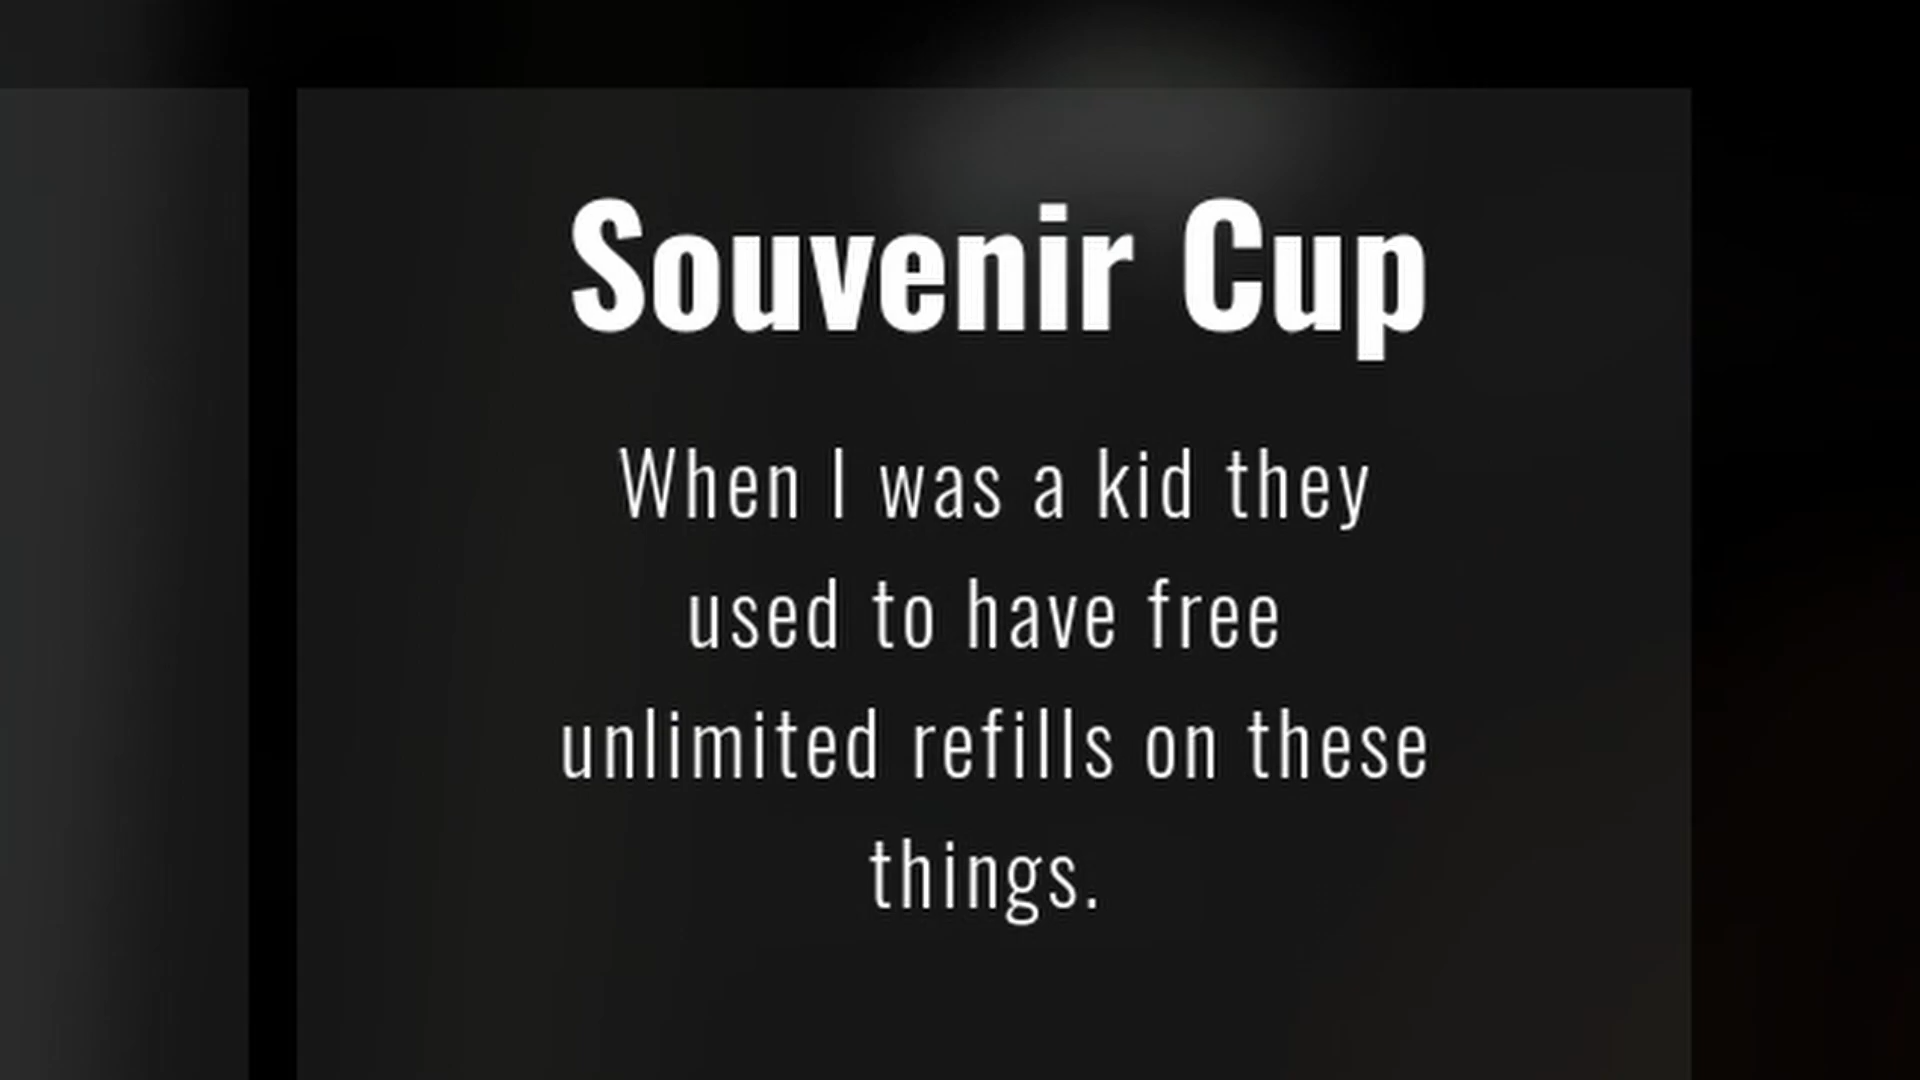 Souvenir Cup
When I was a kid they
used to have free
unlimited refills on these
things.